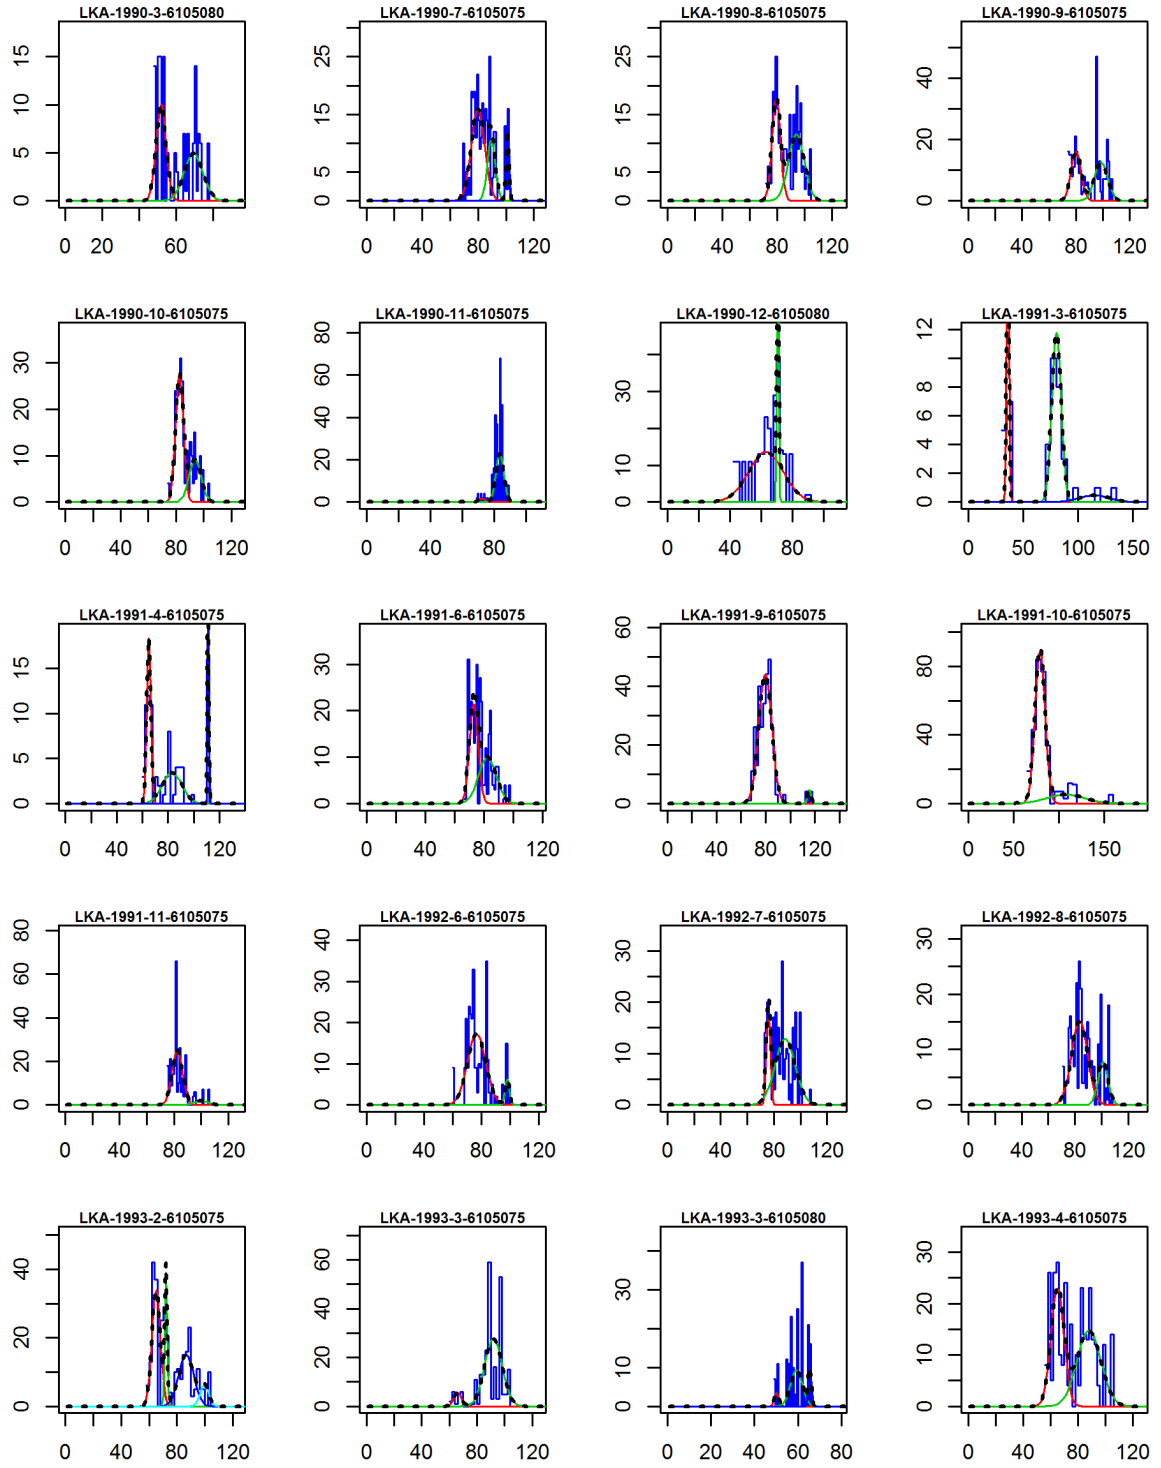 LKA-1990-3-6105080 LKA-1990-7-6105075 LKA-1990-8-6105075 LKA-1990-9-6105075
0 5 10 15 0 5 15 25 0 5 15 25 0 20 40
0 20 60 0 40 80 120 0 40 80 120 0 40 80 120
LKA-1990-10-6105075 LKA-1990-11-6105075 LKA-1990-12-6105080 LKA-1991-3-6105075
0 10 20 30 0 20 40 60 80 0 10 30 0 2 4 6 8 12
0 40 80 120 0 40 80 0 40 80 0 50 100 150
LKA-1991-4-6105075 LKA-1991-6-6105075 LKA-1991-9-6105075 LKA-1991-10-6105075
0 5 10 15 0 10 20 30 0 20 40 60 0 40 80
0 40 80 120 0 40 80 120 0 40 80 120 0 50 150
LKA-1991-11-6105075 LKA-1992-6-6105075 LKA-1992-7-6105075 LKA-1992-8-6105075
0 20 40 60 80 0 10 20 30 40 0 10 20 30 0 10 20 30
0 40 80 120 0 40 80 120 0 40 80 120 0 40 80 120
LKA-1993-2-6105075 LKA-1993-3-6105075 LKA-1993-3-6105080 LKA-1993-4-6105075
0 20 40 0 20 40 60 0 10 30 0 10 20 30
0 40 80 120 0 40 80 120 0 20 40 60 80 0 40 80 120